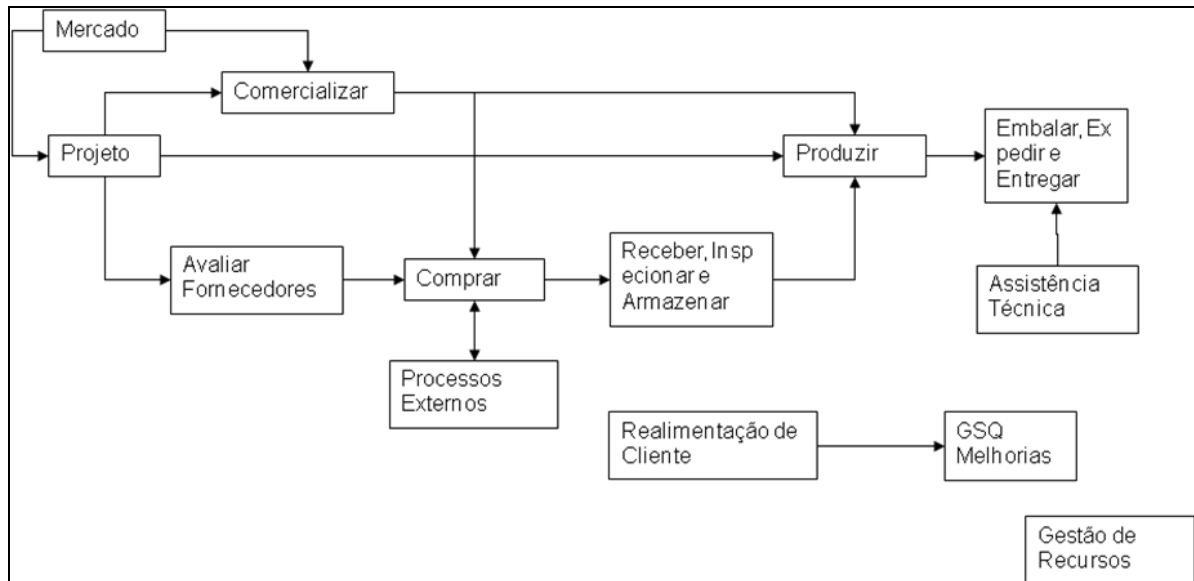 Mercado
Comercializar
Projeto
Produzir
Embalar, Ex
pedir e
Entregar
Avaliar
Fornecedores
Comprar
Receber, Insp
ecionar e
Armazenar
Assistência
Técnica
Processos
Externos
Realimentação de
Cliente
GSQ
Melhorias
Gestão de
Recursos